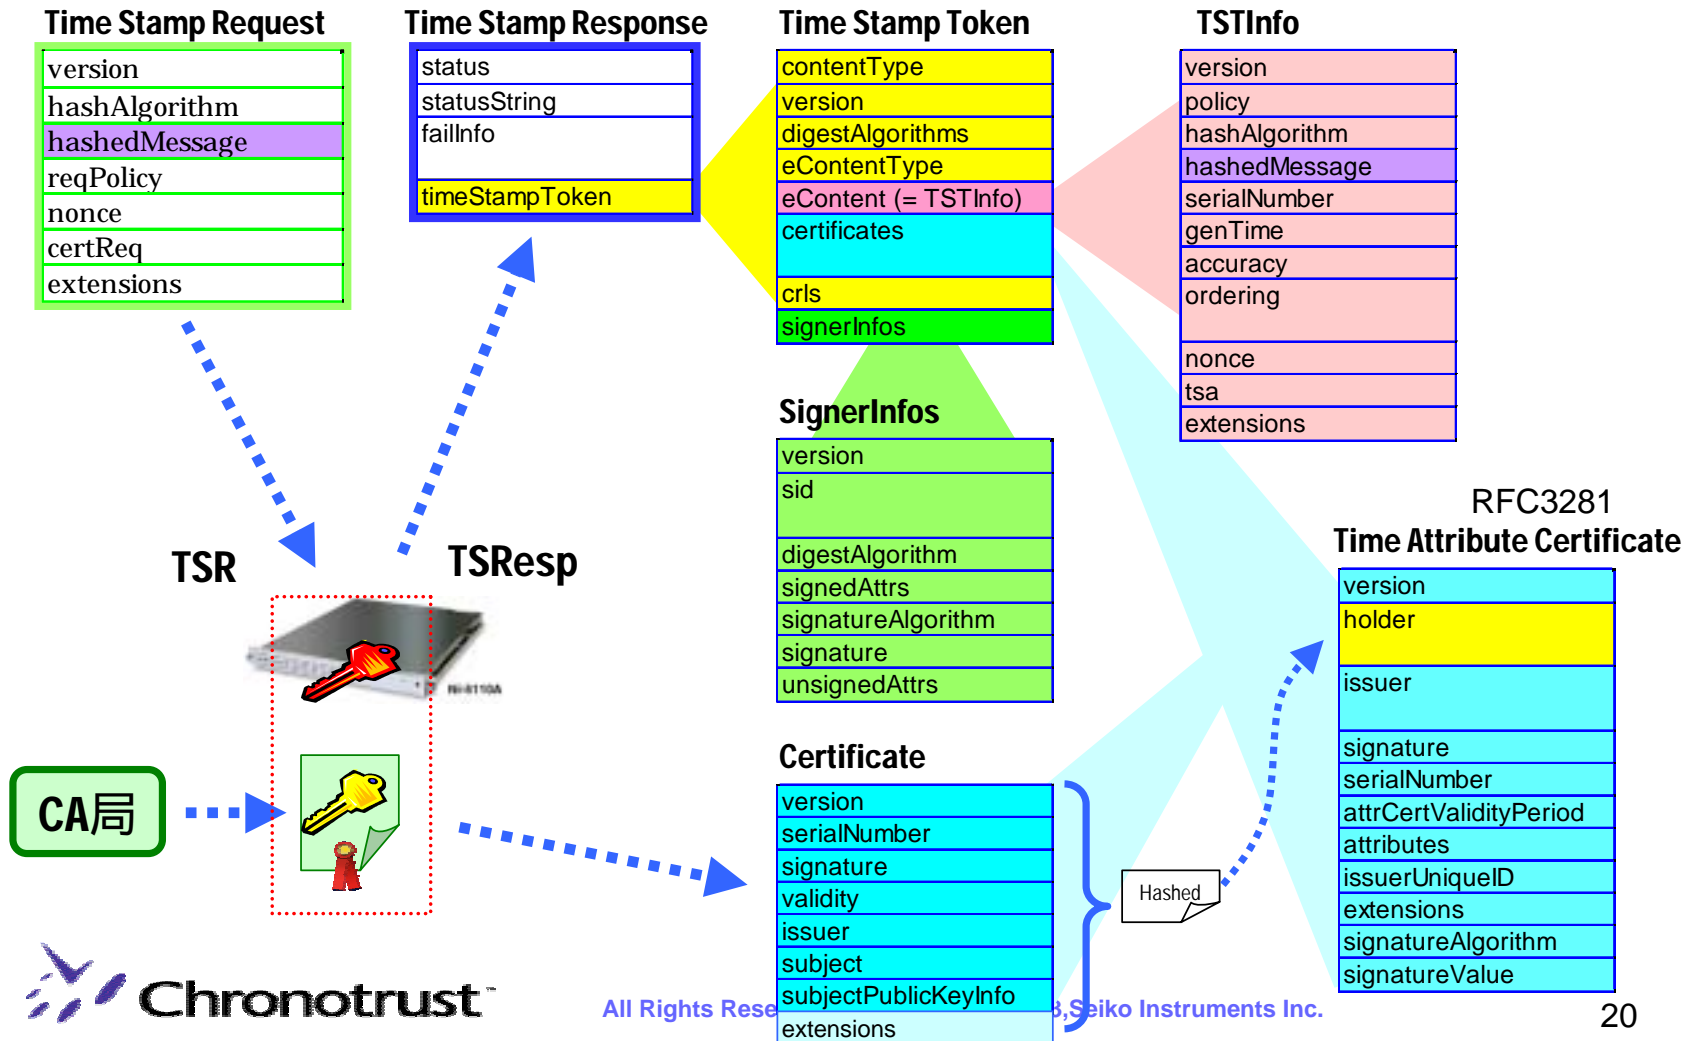 Time Stamp Request
version
hashAlgorithm
hashedMessage
reqPolicy
nonce
certReq
extensions
Time Stamp Response
status
statusString
failInfo
timeStampToken
Time Stamp Token
contentType
version
digestAlgorithms
eContentType
eContent (= TSTInfo)
certificates
crls
signerInfos
TSTInfo
version
policy
hashAlgorithm
hashedMessage
serialNumber
genTime
accuracy
ordering
nonce
tsa
extensions
SignerInfos
version
sid
digestAlgorithm
signedAttrs
signatureAlgorithm
signature
unsignedAttrs
RFC3281
Time Attribute Certificate
version
holder
issuer
signature
serialNumber
attrCertValidityPeriod
attributes
issuerUniqueID
extensions
signatureAlgorithm
signatureValue
TSR
TSResp
CA局
Certificate
version
serialNumber
signature
validity
issuer
subject
subjectPublicKeyInfo
extensions
Hashed
Chronotrust
All Rights Rese
,Seiko Instruments Inc.
20